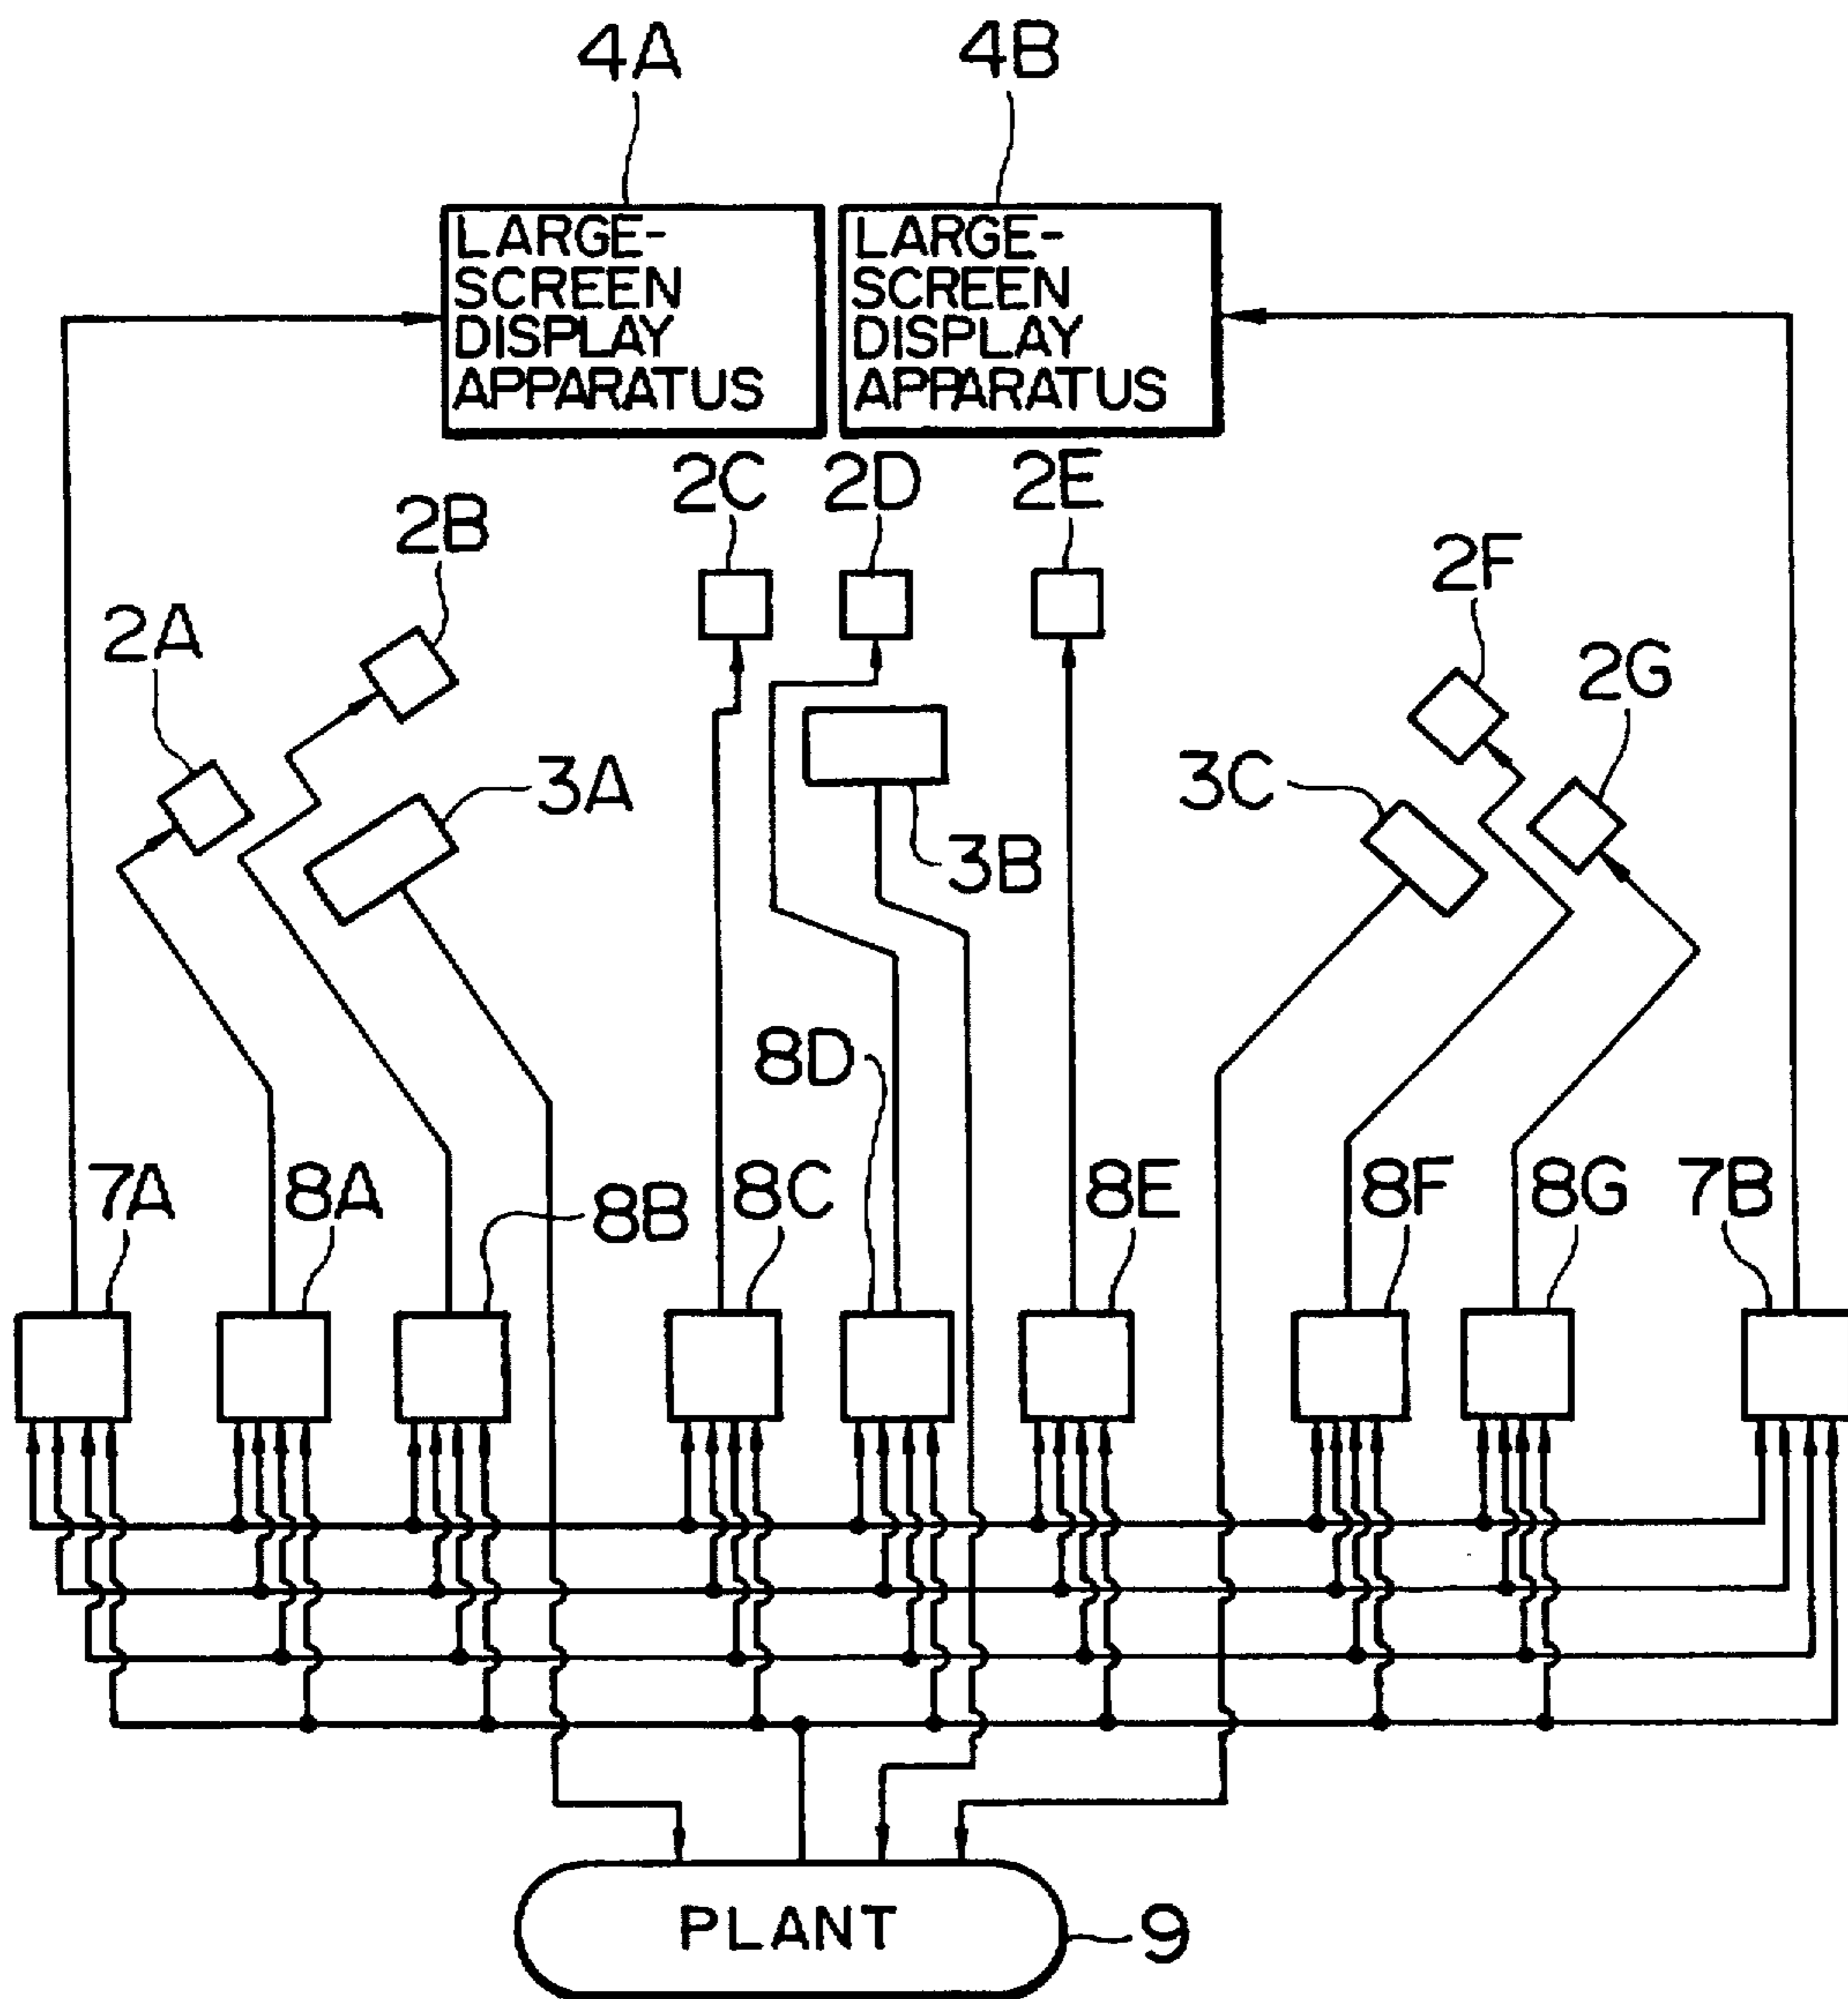 4A
4B
LARGE-
SCREEN
DISPLAY
APPARATUS
LARGE-
SCREEN
DISPLAY
APPARATUS
2C
2D
2E
2B
2F
2A
2G
3A
3C
3B
8D
7A
8A
8B
8C
8E
8F
8G
7B
PLANT
9